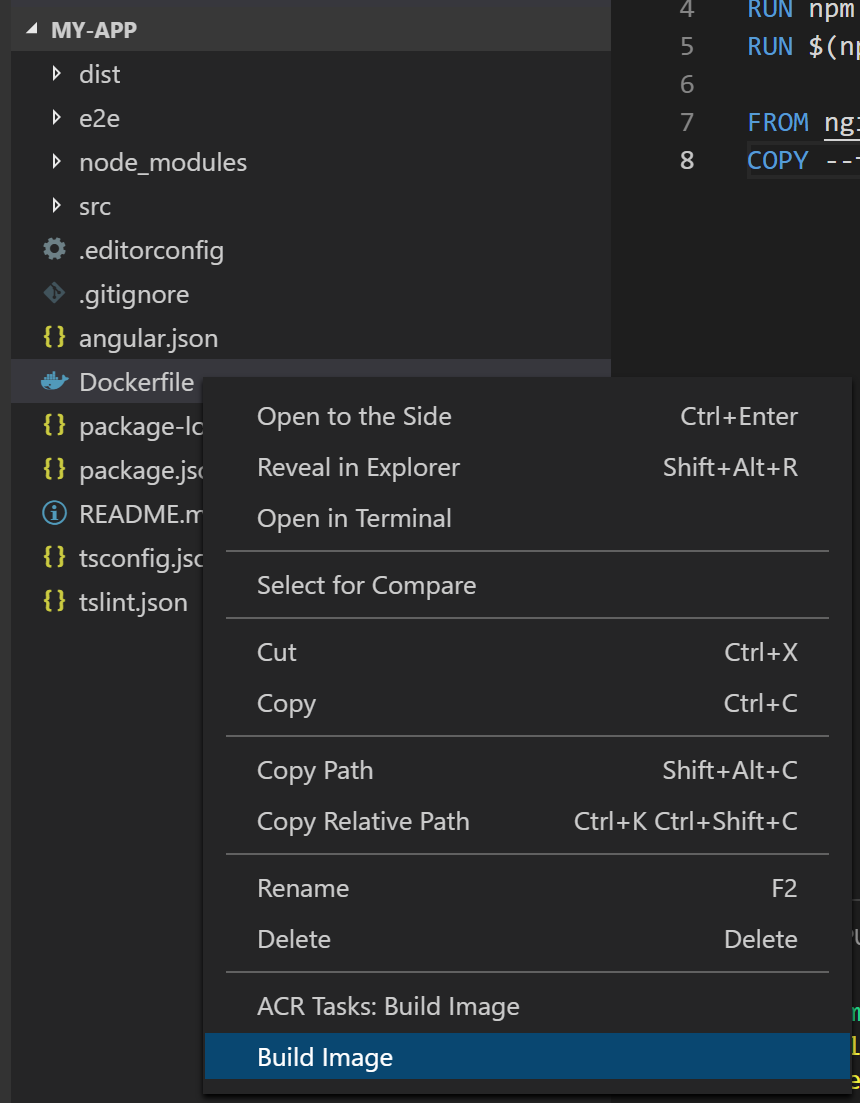 MY-APP
dist
e2e
node_modules
src
.editorconfig
.gitignore
angular.json
Dockerfile
package-lo
package.jso
README.m
tsconfig.jso
tslint.json
4 RUN npm
5 RUN $(np
6
7 FROM ngi
8 COPY --
Open to the Side Ctrl+Enter
Reveal in Explorer Shift+Alt+R
Open in Terminal
Select for Compare
Cut Ctrl+X
Copy Ctrl+C
Copy Path Shift+Alt+C
Copy Relative Path Ctrl+K Ctrl+Shift+C
Rename F2
Delete Delete
ACR Tasks: Build Image
Build Image